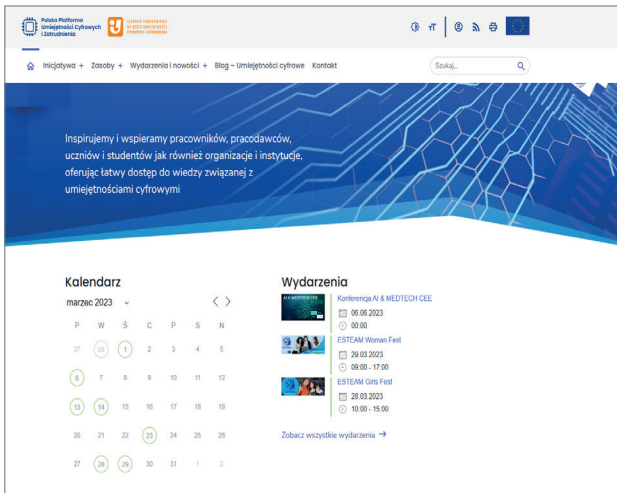 Polska Platforma
Umiejętności Cyfrowych
i Zatrudnienia
Inicjatywa + Zasoby + Wydarzenia i nowości + Blog – Umiejętności cyfrowe Kontakt
Szukaj..
Inspirujemy i wspieramy pracowników, pracodawców,
uczniów i studentów jak również organizacje i instytucje,
oferując łatwy dostęp do wiedzy związanej z
umiejętnościami cyfrowymi
Kalendarz
marzec 2023
P W Ś C P S N
27 28 1 2 3 4 5
6 7 8 9 10 11 12
13 14 15 16 17 18 19
20 21 22 23 24 25 26
27 28 29 30 31 1 2
Wydarzenia
AI & MEDTECH CEE
Konferencja AI & MEDTECH CEE
06.06.2023
00:00
ESTEAM Woman Fest
29.03.2023
09:00 - 17:00
ESTEAM Girls Fest
28.03.2023
10:00 - 15:00
Zobacz wszystkie wydarzenia →